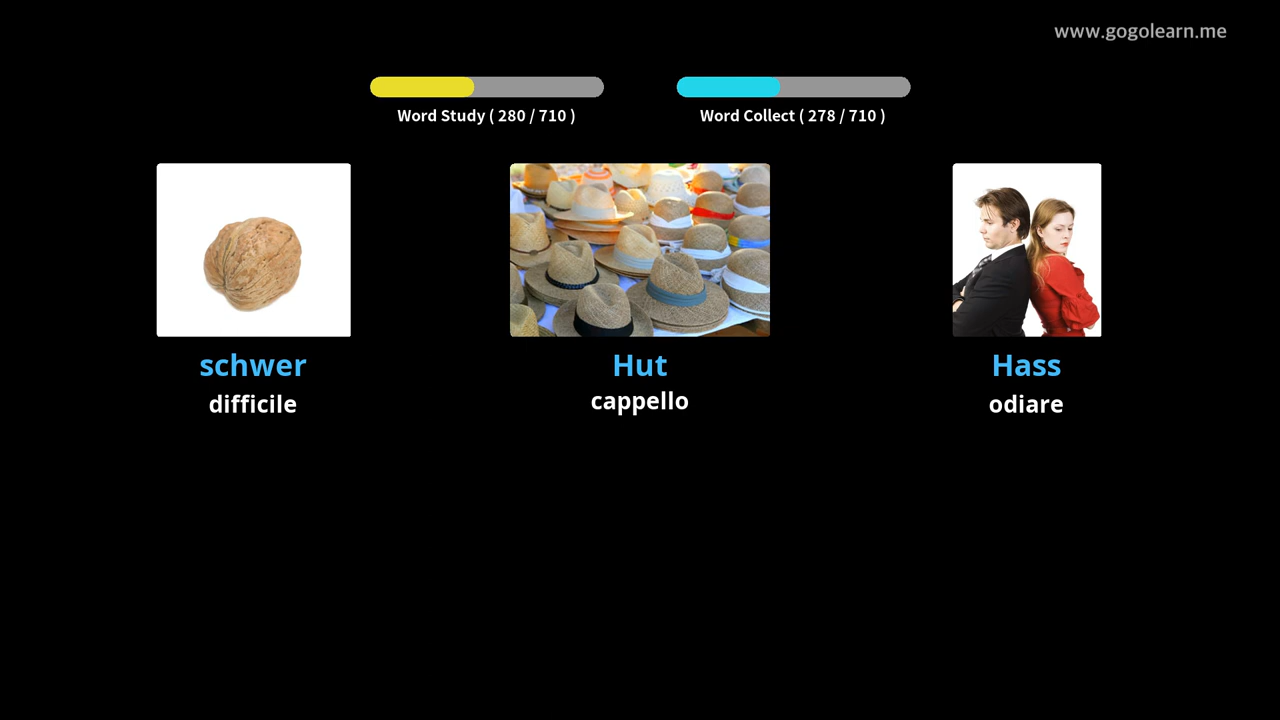 www.gogolearn.me
Word Study ( 280 / 710 )
Word Collect ( 278 / 710 )
schwer
difficile
Hut
cappello
Hass
odiare